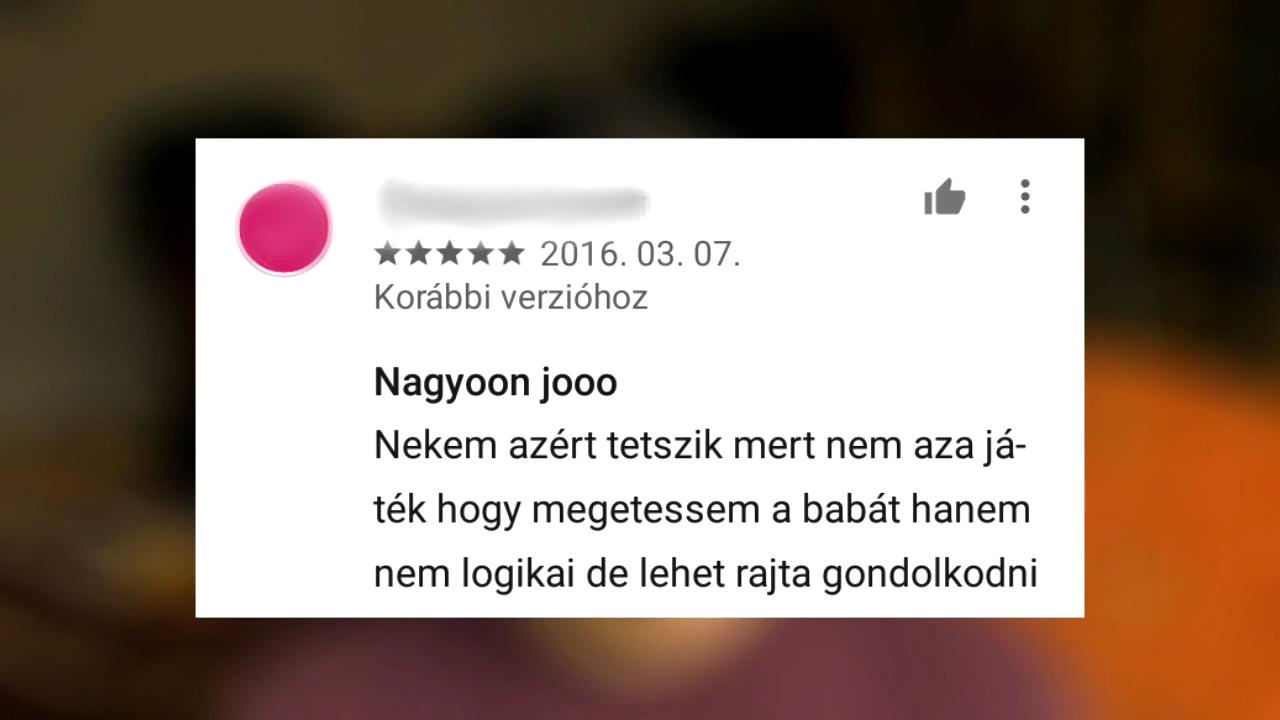 ★★★★★ 2016. 03. 07.
Korábbi verzióhoz
Nagyoon jooo
Nekem azért tetszik mert nem aza já-
ték hogy megetessem a babát hanem
nem logikai de lehet rajta gondolkodni